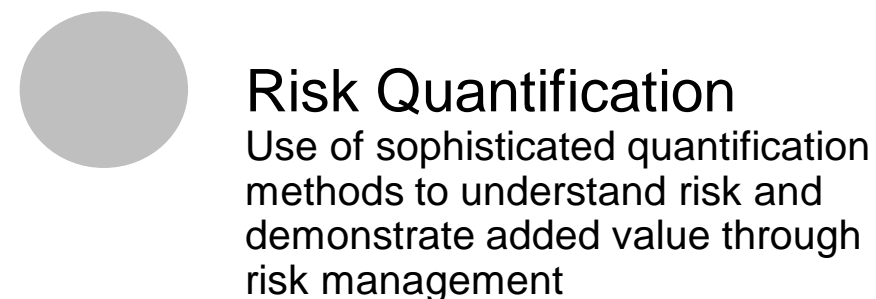 Risk Quantification
Use of sophisticated quantification
methods to understand risk and
demonstrate added value through
risk management